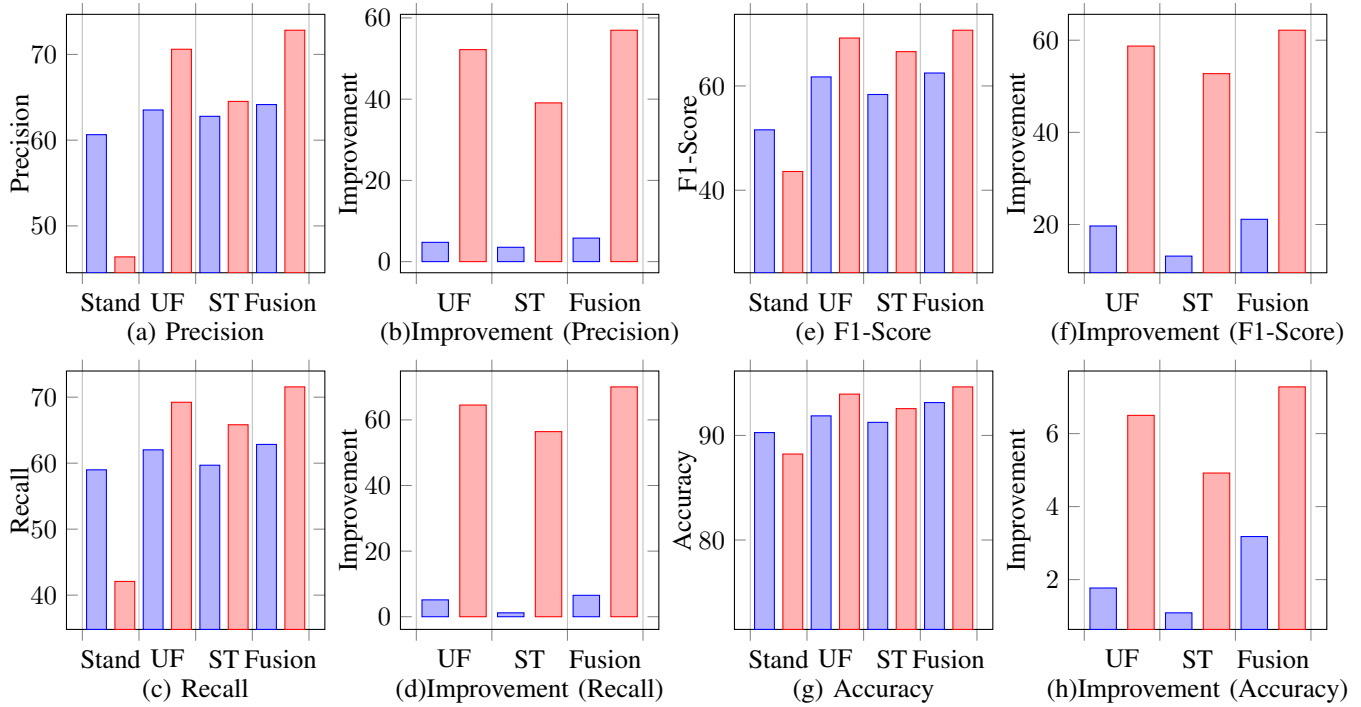 70
60
50
Precision
Stand UF ST Fusion
(a) Precision
60
40
20
0
Improvement
UF ST Fusion
(b)Improvement (Precision)
60
40
F1-Score
Stand UF ST Fusion
(e) F1-Score
60
40
20
Improvement
UF ST Fusion
(f)Improvement (F1-Score)
70
60
50
40
Recall
Stand UF ST Fusion
(c) Recall
60
40
20
0
Improvement
UF ST Fusion
(d)Improvement (Recall)
90
80
Accuracy
Stand UF ST Fusion
(g) Accuracy
6
4
2
Improvement
UF ST Fusion
(h)Improvement (Accuracy)